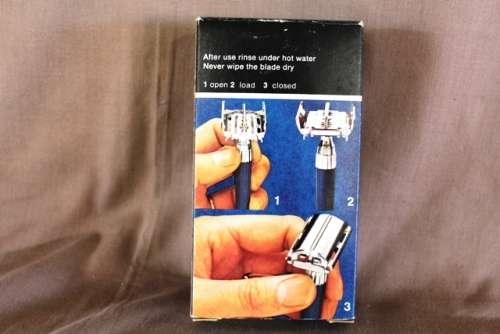 After use rinse under hot water
Never wipe the blade dry
1 open 2 load 3 closed
1
2
3